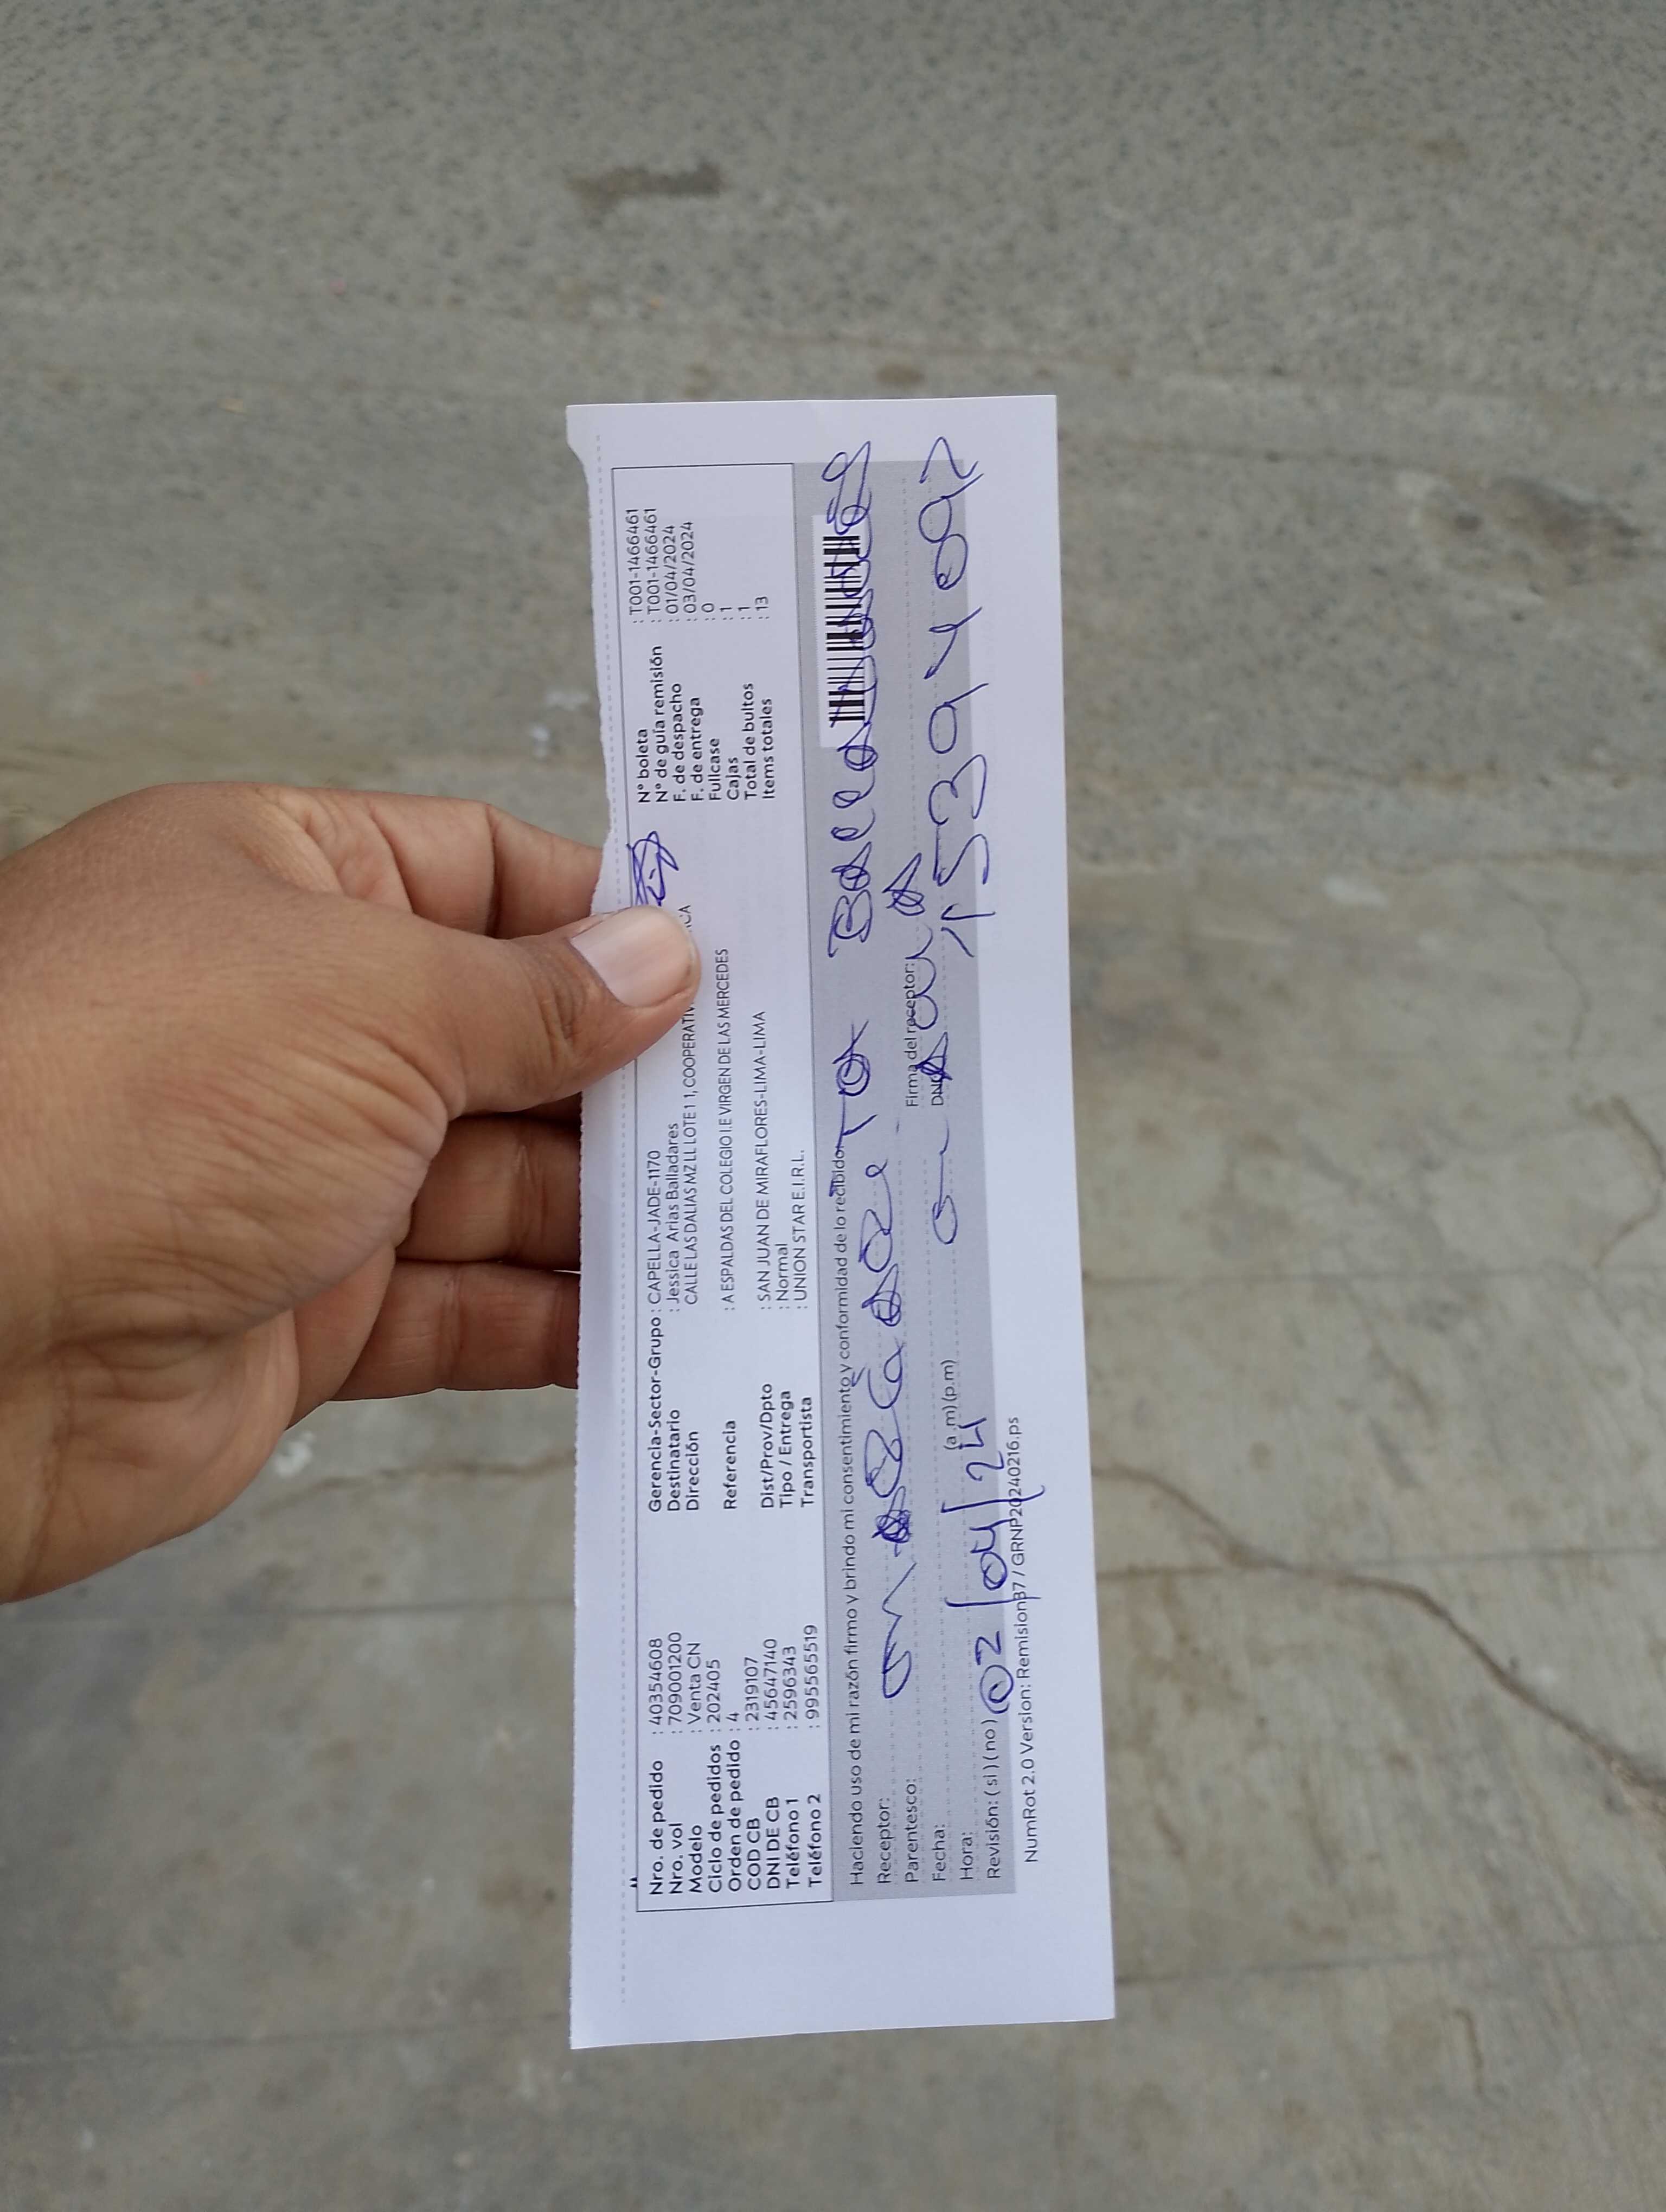 Nro. de pedido : 40354608
Nro. vol : 709001200
Modelo : Venta CN
Ciclo de pedidos : 202405
Orden de pedido : 4
COD CB : 2319107
DNI DE CB : 45647140
Teléfono 1 : 2596343
Teléfono 2 : 995565519
Gerencia-Sector-Grupo : CAPELLA-JADE-1170
Destinatario : Jessica Arias Balladares
Dirección CALLE LAS DALIAS MZ LL LOTE 1 1, COOPERATIV
Referencia : A ESPALDAS DEL COLEGIO I.E VIRGEN DE LAS MERCEDES
Dist/Prov/Dpto : SAN JUAN DE MIRAFLORES-LIMA-LIMA
Tipo / Entrega : Normal
Transportista : UNION STAR E.I.R.L.
N° boleta : T001-1466461
N° de guía remisión : T001-1466461
F. de despacho : 01/04/2024
F. de entrega : 03/04/2024
Fullcase : 0
Cajas : 1
Total de bultos : 1
Items totales : 13
Haciendo uso de mi razón firmo y brindo mi consentimiento y conformidad de lo recibido.
Receptor:
Parentesco:
Firma del receptor:
Fecha:
DNI:
Hora: (a.m)(p.m)
Revisión: (si)(no) 02/04/24
NumRot 2.0 Version: Remision37 / GRNP20240216.ps